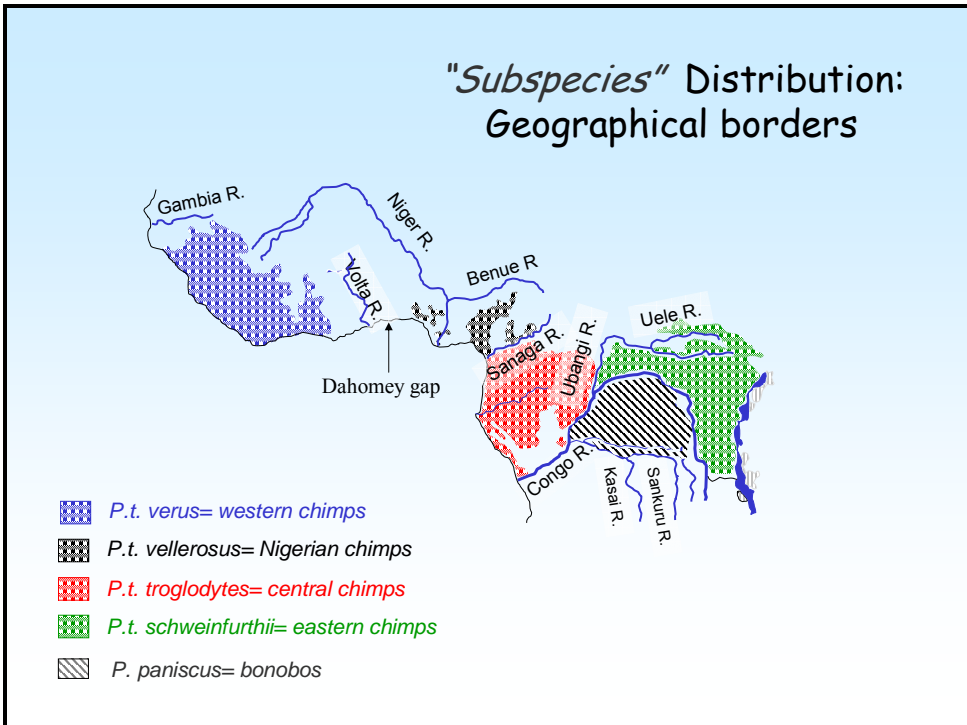 "Subspecies" Distribution:
Geographical borders
Gambia R.
Niger R.
Volta R.
Benue R
Dahomey gap
Sanaga R.
Ubangi R.
Uele R.
Congo R.
Kasai R.
Sankuru R.
P.t. verus= western chimps
P.t. vellerosus= Nigerian chimps
P.t. troglodytes= central chimps
P.t. schweinfurthii= eastern chimps
P. paniscus= bonobos